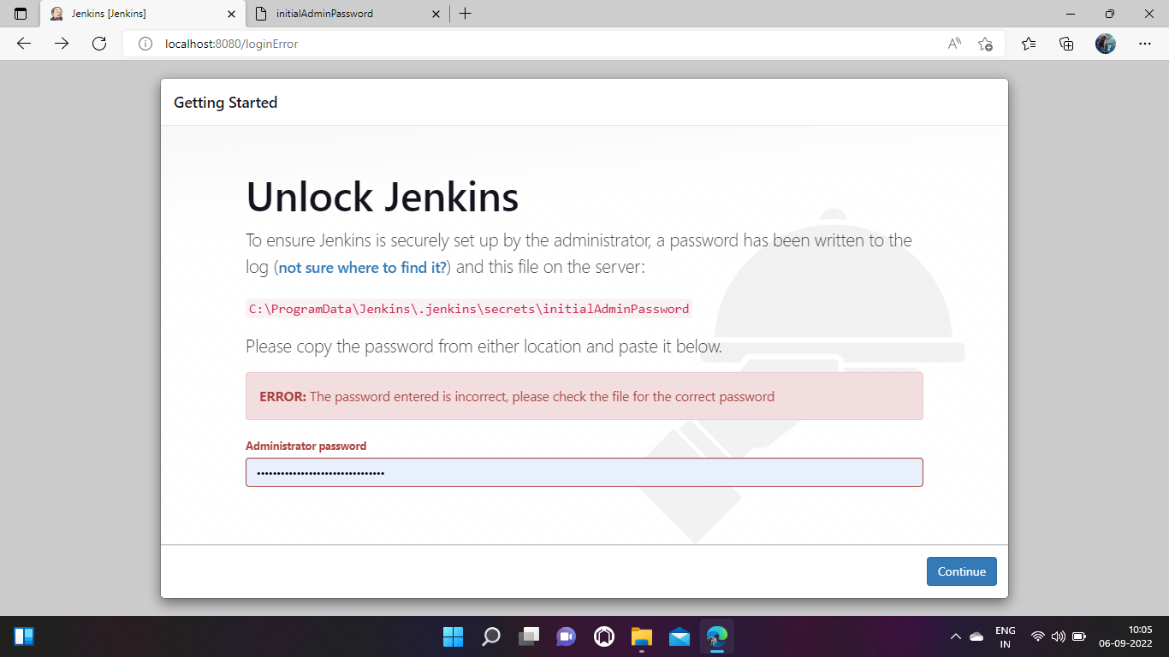 Jenkins [Jenkins]
initialAdminPassword
localhost:8080/loginError
Getting Started
Unlock Jenkins
To ensure Jenkins is securely set up by the administrator, a password has been written to the
log (not sure where to find it?) and this file on the server:
C:\ProgramData\Jenkins\.jenkins\secrets\initialAdminPassword
Please copy the password from either location and paste it below.
ERROR: The password entered is incorrect, please check the file for the correct password
Administrator password
••••••••••••••••••••••••••••••••
Continue
ENG
IN
10:05
06-09-2022